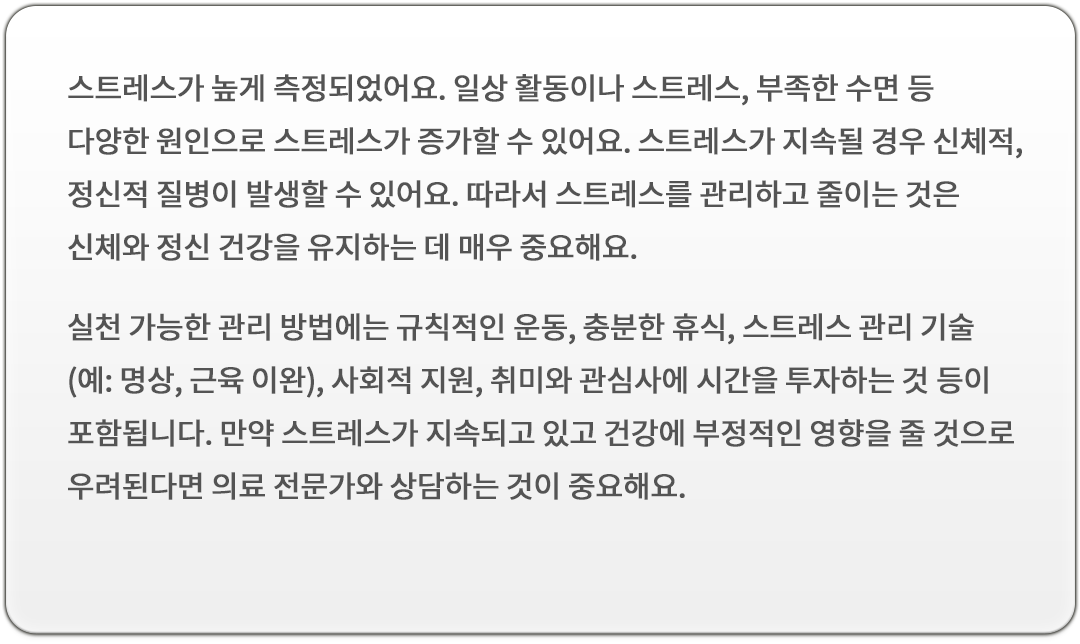 스트레스가 높게 측정되었어요. 일상 활동이나 스트레스, 부족한 수면 등
다양한 원인으로 스트레스가 증가할 수 있어요. 스트레스가 지속될 경우 신체적,
정신적 질병이 발생할 수 있어요. 따라서 스트레스를 관리하고 줄이는 것은
신체와 정신 건강을 유지하는 데 매우 중요해요.
실천 가능한 관리 방법에는 규칙적인 운동, 충분한 휴식, 스트레스 관리 기술
(예: 명상, 근육 이완), 사회적 지원, 취미와 관심사에 시간을 투자하는 것 등이
포함됩니다. 만약 스트레스가 지속되고 있고 건강에 부정적인 영향을 줄 것으로
우려된다면 의료 전문가와 상담하는 것이 중요해요.